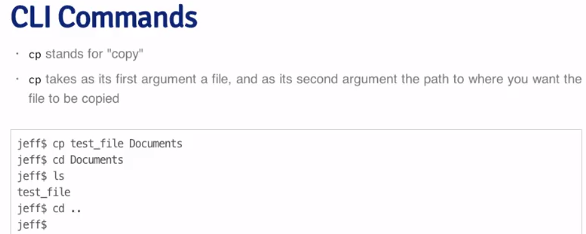 CLI Commands
· cp stands for "copy"
· cp takes as its first argument a file, and as its second argument the path to where you want the
file to be copied
jeff$ cp test_file Documents
jeff$ cd Documents
jeff$ ls
test_file
jeff$ cd ..
jeff$